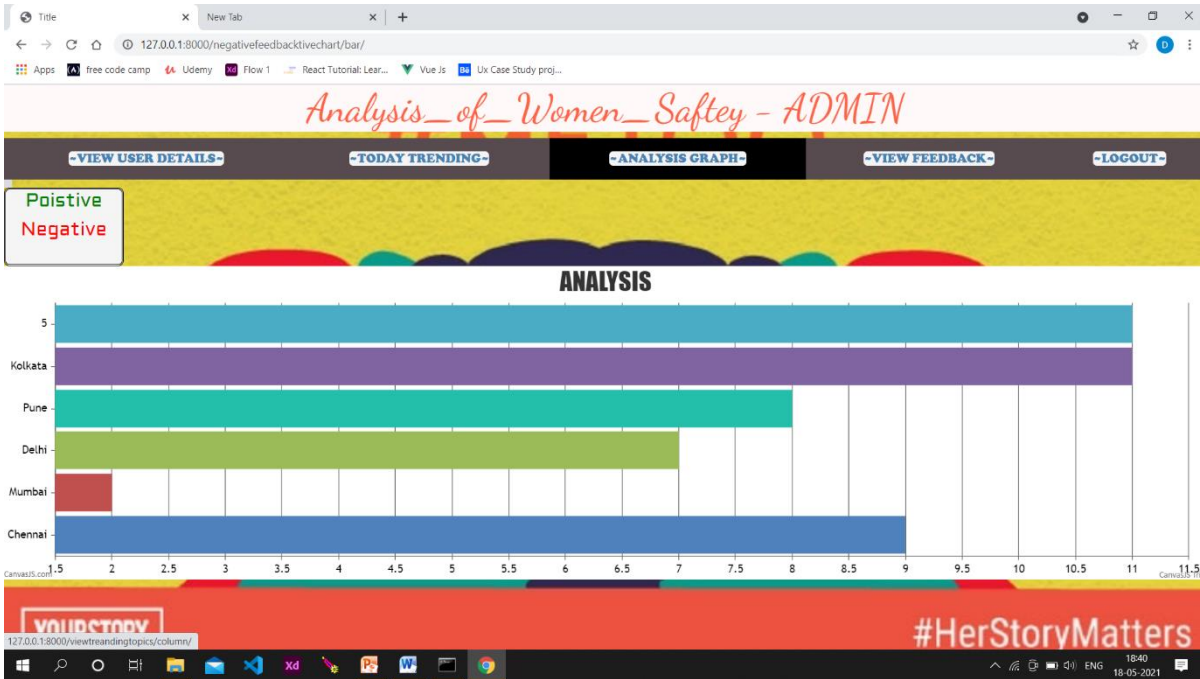 Title
New Tab
127.0.0.1:8000/negativefeedbacktivechart/bar/
D
Apps free code camp Udemy Xd Flow 1 React Tutorial: Lear... Vue Js Bē Ux Case Study proj...
Analysis_of_Women_Saftey - ADMIN
~VIEW USER DETAILS~ ~TODAY TRENDING~ ~ANALYSIS GRAPH~ ~VIEW FEEDBACK~ ~LOGOUT~
Poistive
Negative
ANALYSIS
5
Kolkata
Pune
Delhi
Mumbai
Chennai
1.5 2 2.5 3 3.5 4 4.5 5 5.5 6 6.5 7 7.5 8 8.5 9 9.5 10 10.5 11 11.5
CanvasJS.com
YOURSTORY
#HerStoryMatters
127.0.0.1:8000/viewtreandingtopics/column/
Xd
ENG
18:40
18-05-2021